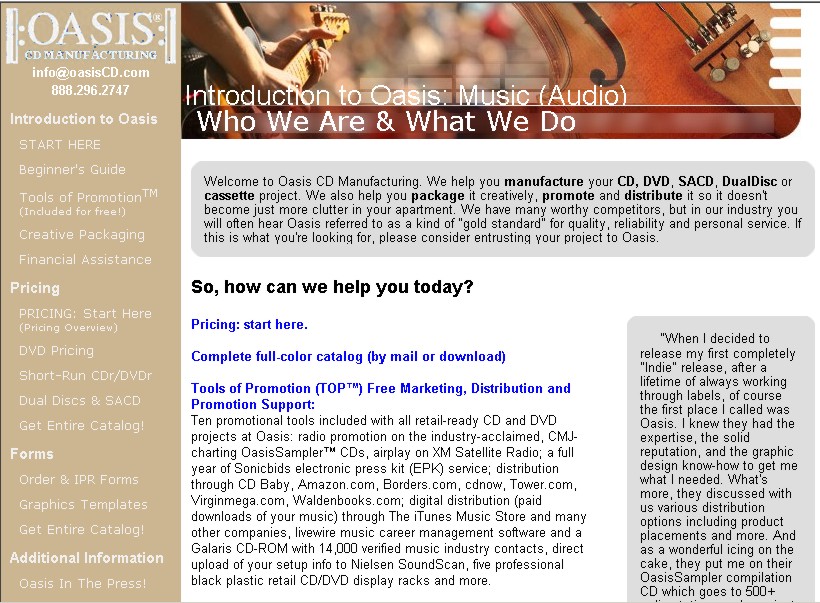 |:OASIS:|®
CD MANUFACTURING
info@oasisCD.com
888.296.2747
Introduction to Oasis
START HERE
Beginner's Guide
Tools of Promotion™
(Included for free!)
Creative Packaging
Financial Assistance
Pricing
PRICING: Start Here
(Pricing Overview)
DVD Pricing
Short-Run CDr/DVDr
Dual Discs & SACD
Get Entire Catalog!
Forms
Order & IPR Forms
Graphics Templates
Get Entire Catalog!
Additional Information
Oasis In The Press!
Introduction to Oasis: Music (Audio)
Who We Are & What We Do
Welcome to Oasis CD Manufacturing. We help you manufacture your CD, DVD, SACD, DualDisc or
cassette project. We also help you package it creatively, promote and distribute it so it doesn't
become just more clutter in your apartment. We have many worthy competitors, but in our industry you
will often hear Oasis referred to as a kind of "gold standard" for quality, reliability and personal service. If
this is what you're looking for, please consider entrusting your project to Oasis.
So, how can we help you today?
Pricing: start here.
Complete full-color catalog (by mail or download)
Tools of Promotion (TOP™) Free Marketing, Distribution and
Promotion Support:
Ten promotional tools included with all retail-ready CD and DVD
projects at Oasis: radio promotion on the industry-acclaimed, CMJ-
charting OasisSampler™ CDs, airplay on XM Satellite Radio; a full
year of Sonicbids electronic press kit (EPK) service; distribution
through CD Baby, Amazon.com, Borders.com, cdnow, Tower.com,
Virginmega.com, Waldenbooks.com; digital distribution (paid
downloads of your music) through The iTunes Music Store and many
other companies, livewire music career management software and a
Galaris CD-ROM with 14,000 verified music industry contacts, direct
upload of your setup info to Nielsen SoundScan, five professional
black plastic retail CD/DVD display racks and more.
"When I decided to
release my first completely
"Indie" release, after a
lifetime of always working
through labels, of course
the first place I called was
Oasis. I knew they had the
expertise, the solid
reputation, and the graphic
design know-how to get me
what I needed. What's
more, they discussed with
us various distribution
options including product
placements and more. And
as a wonderful icing on the
cake, they put me on their
OasisSampler compilation
CD which goes to 500+